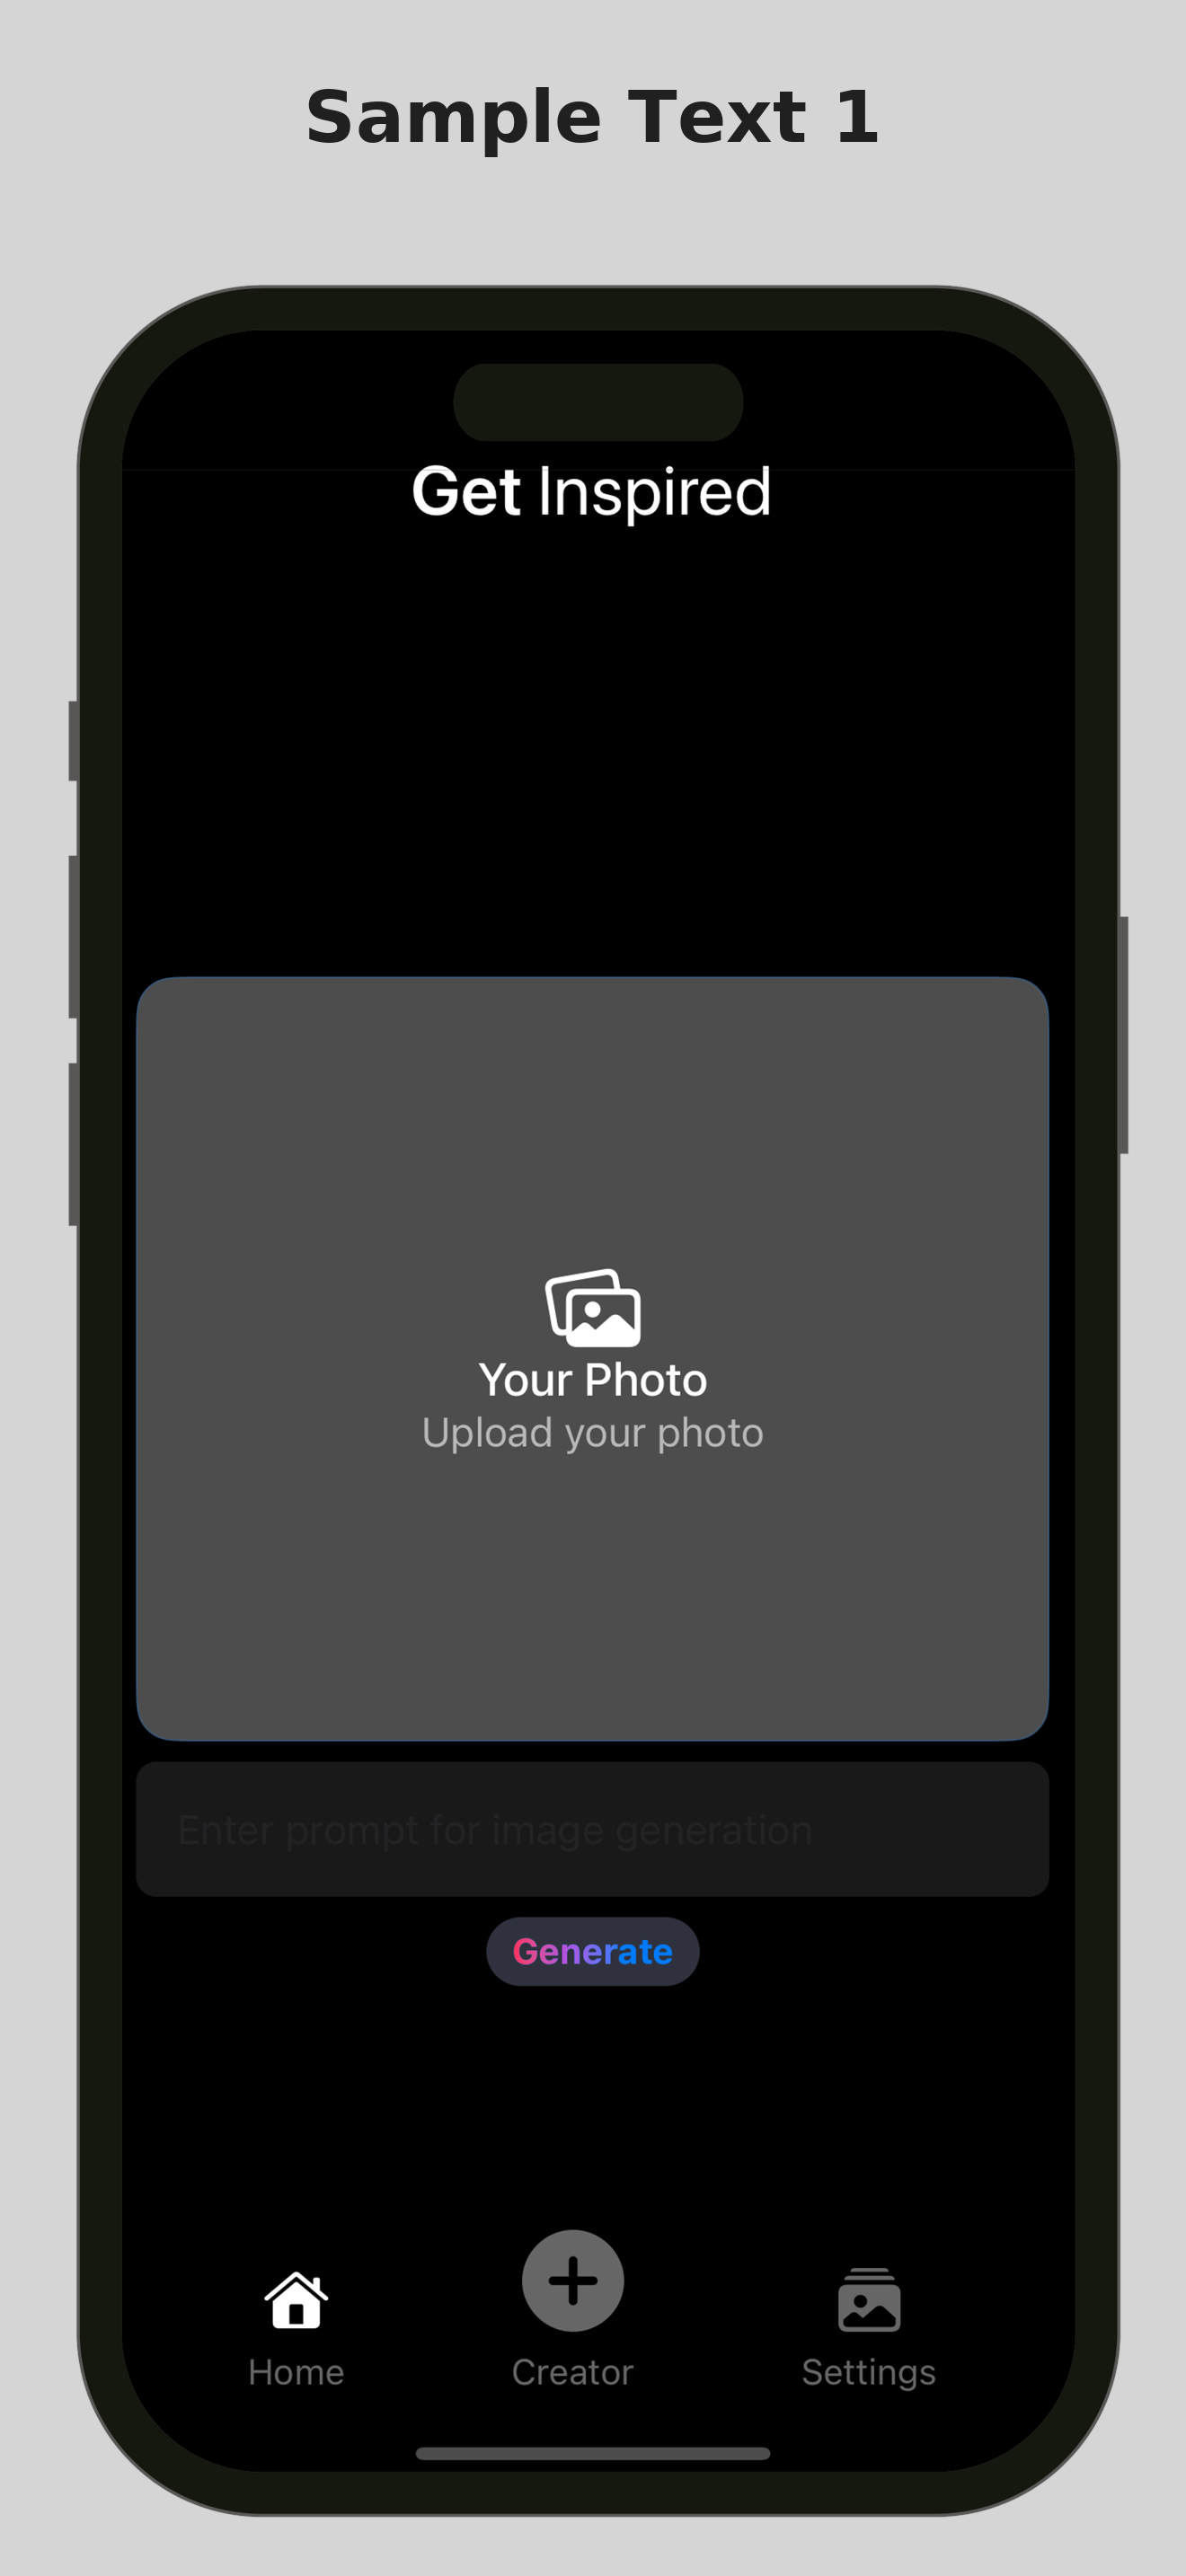 Sample Text 1
Get Inspired
Your Photo
Upload your photo
Enter prompt for image generation
Generate
Home
Creator
Settings